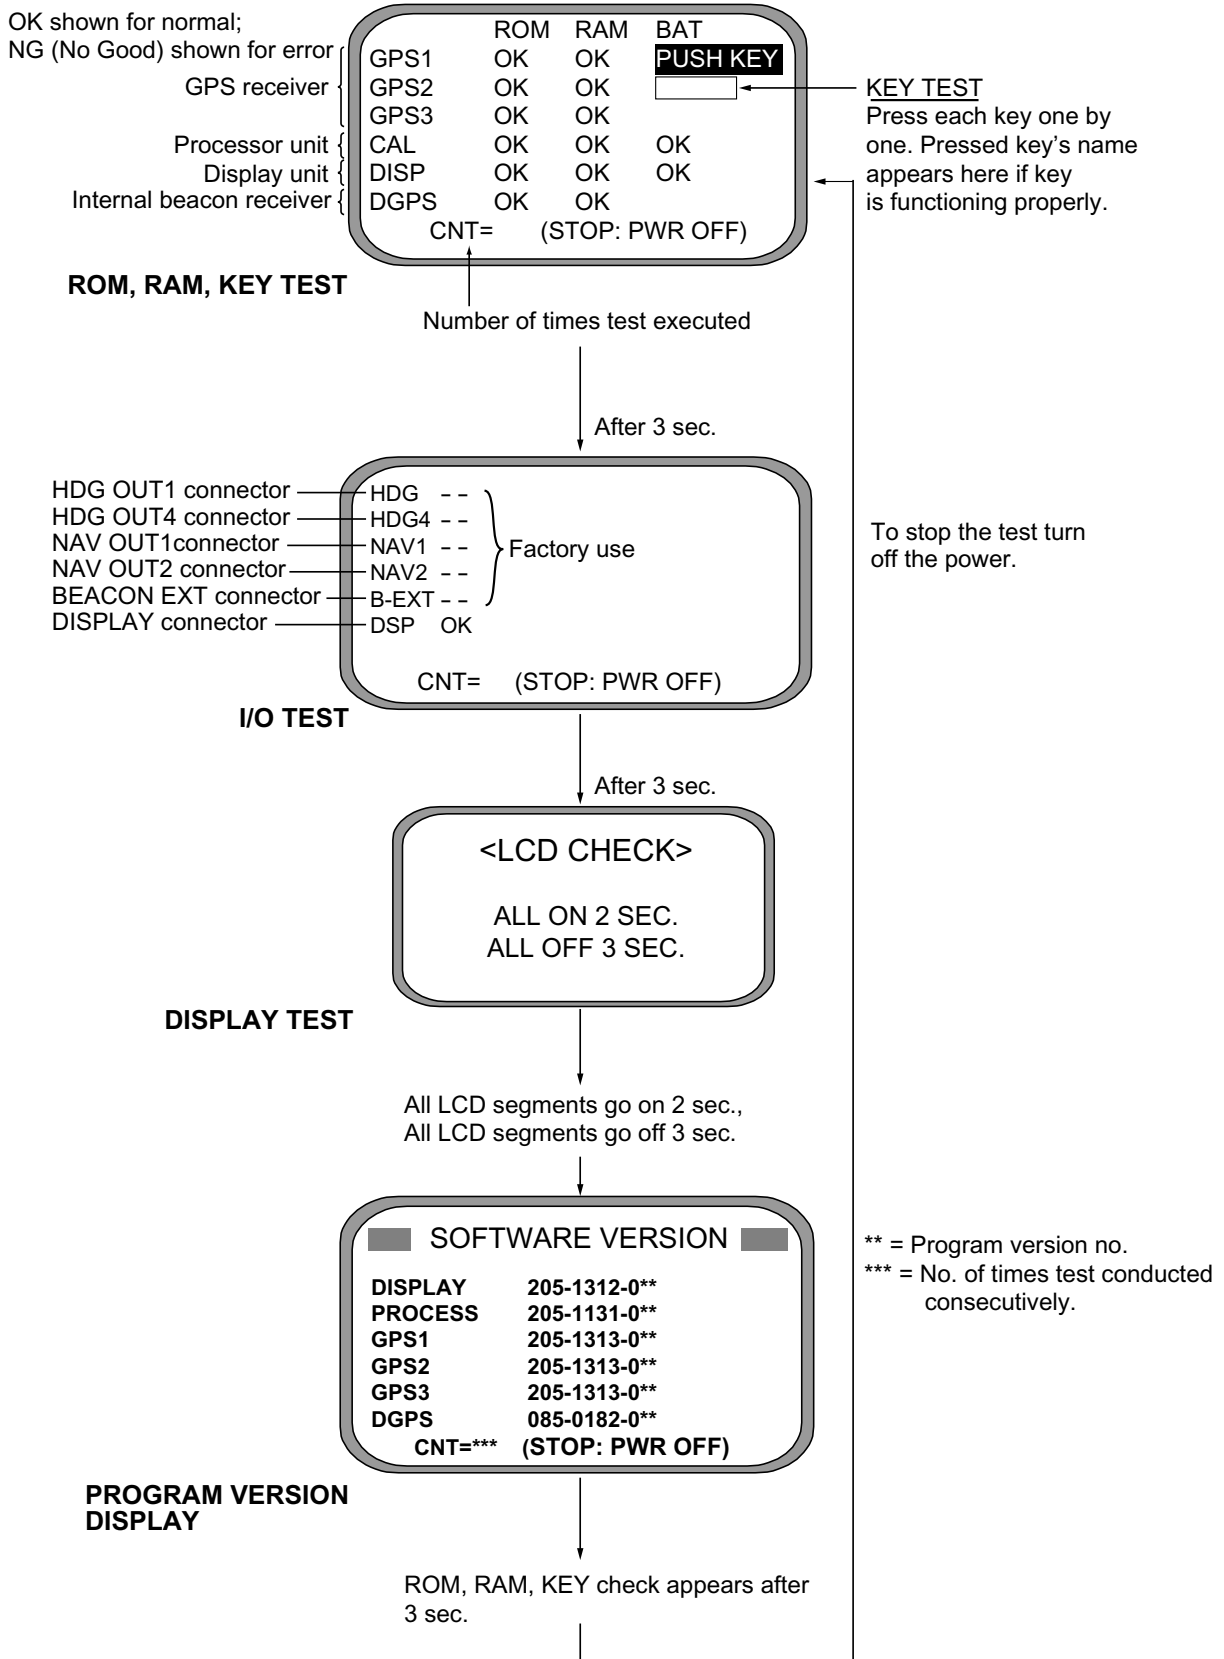 OK shown for normal;
NG (No Good) shown for error
ROM RAM BAT
GPS1 OK OK PUSH KEY
GPS receiver GPS2 OK OK
GPS3 OK OK
Processor unit CAL OK OK OK
Display unit DISP OK OK OK
Internal beacon receiver DGPS OK OK
CNT= (STOP: PWR OFF)
KEY TEST
Press each key one by
one. Pressed key's name
appears here if key
is functioning properly.
ROM, RAM, KEY TEST
Number of times test executed
After 3 sec.
HDG OUT1 connector HDG - -
HDG OUT4 connector HDG4 - -
NAV OUT1connector NAV1 - -
NAV OUT2 connector NAV2 - -
BEACON EXT connector B-EXT - -
DISPLAY connector DSP OK
Factory use
CNT= (STOP: PWR OFF)
To stop the test turn
off the power.
I/O TEST
After 3 sec.
<LCD CHECK>
ALL ON 2 SEC.
ALL OFF 3 SEC.
DISPLAY TEST
All LCD segments go on 2 sec.,
All LCD segments go off 3 sec.
SOFTWARE VERSION
DISPLAY 205-1312-0**
PROCESS 205-1131-0**
GPS1 205-1313-0**
GPS2 205-1313-0**
GPS3 205-1313-0**
DGPS 085-0182-0**
CNT=*** (STOP: PWR OFF)
** = Program version no.
*** = No. of times test conducted
consecutively.
PROGRAM VERSION
DISPLAY
ROM, RAM, KEY check appears after
3 sec.